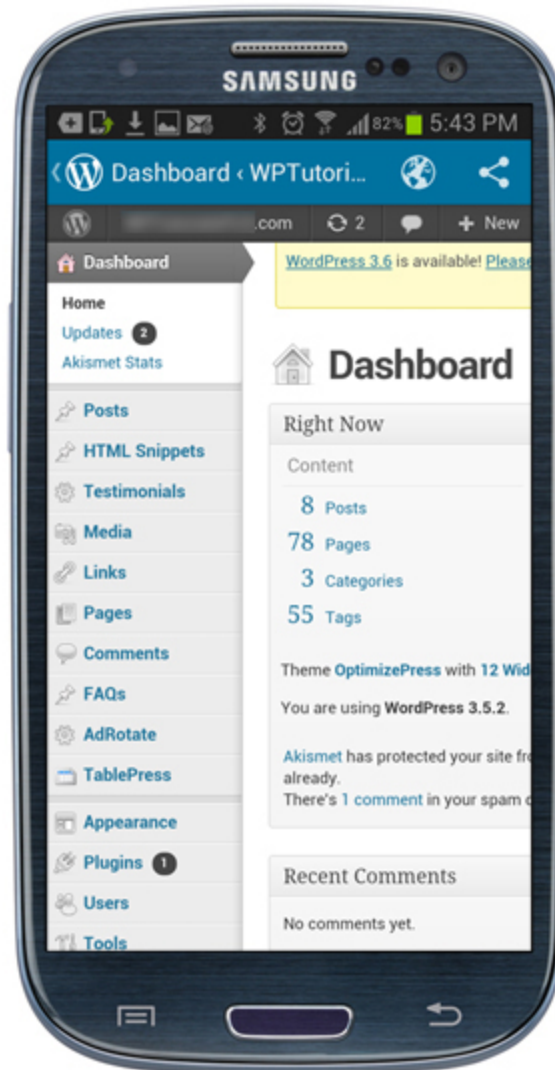 SAMSUNG
82% 5:43 PM
Dashboard ‹ WPTutori...
.com 2 + New
Dashboard
Home
Updates 2
Akismet Stats
Posts
HTML Snippets
Testimonials
Media
Links
Pages
Comments
FAQs
AdRotate
TablePress
Appearance
Plugins 1
Users
Tools
WordPress 3.6 is available! Please
Dashboard
Right Now
Content
8 Posts
78 Pages
3 Categories
55 Tags
Theme OptimizePress with 12 Wid
You are using WordPress 3.5.2.
Akismet has protected your site fro
already.
There's 1 comment in your spam
Recent Comments
No comments yet.